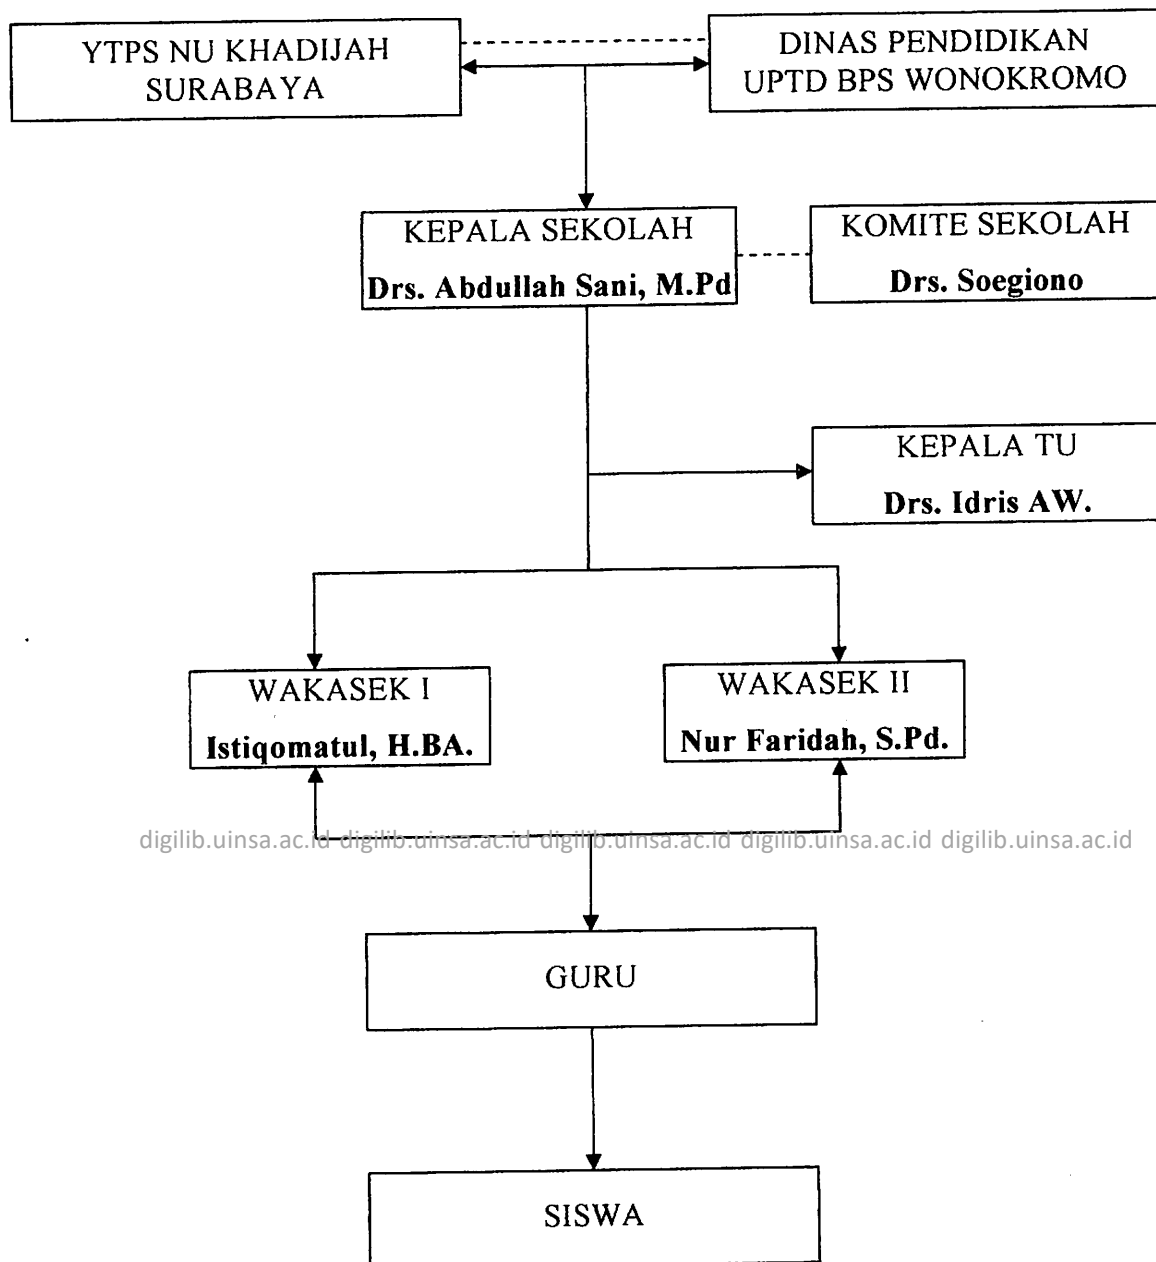 YTPS NU KHADIJAH
SURABAYA
DINAS PENDIDIKAN
UPTD BPS WONOKROMO
KEPALA SEKOLAH
Drs. Abdullah Sani, M.Pd
KOMITE SEKOLAH
Drs. Soegiono
KEPALA TU
Drs. Idris AW.
WAKASEK I
Istiqomatul, H.BA.
WAKASEK II
Nur Faridah, S.Pd.
digilib.uinsa.ac.id digilib.uinsa.ac.id digilib.uinsa.ac.id digilib.uinsa.ac.id digilib.uinsa.ac.id
GURU
SISWA